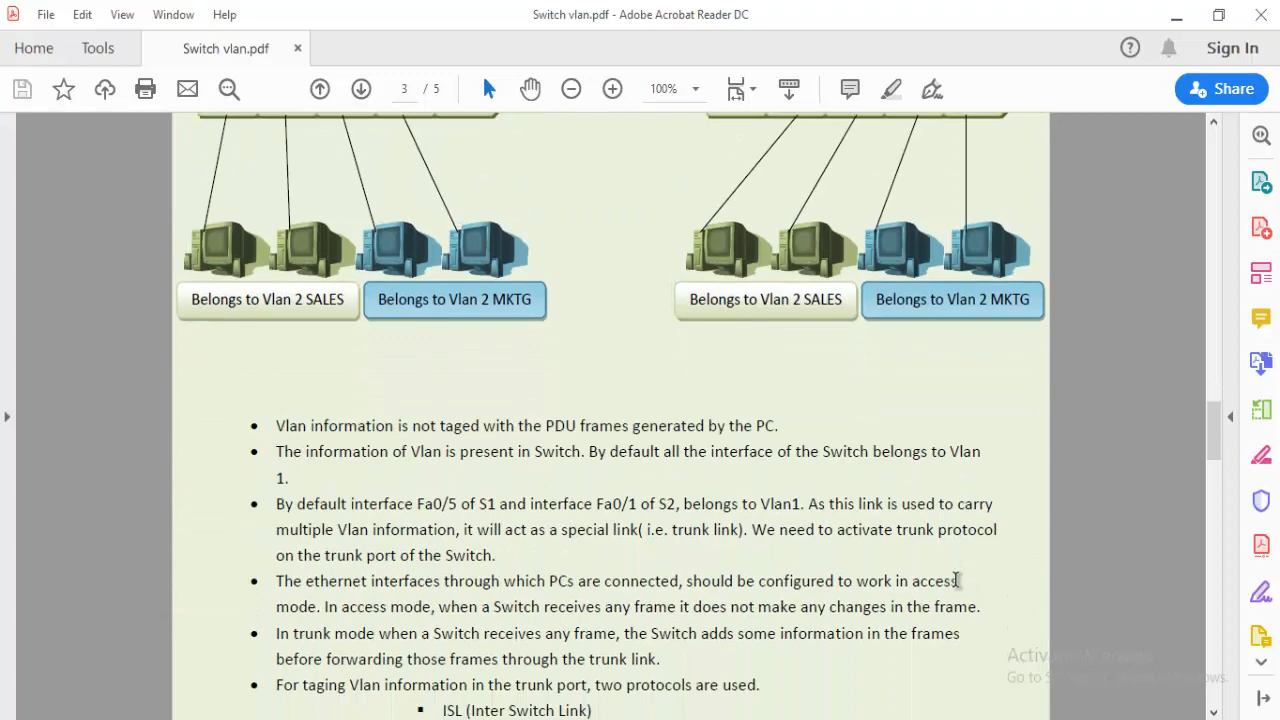 File Edit View Window Help Switch vlan.pdf - Adobe Acrobat Reader DC
Home Tools Switch vlan.pdf × Sign In
3 / 5 100% Share
Belongs to Vlan 2 SALES Belongs to Vlan 2 MKTG Belongs to Vlan 2 SALES Belongs to Vlan 2 MKTG
• Vlan information is not taged with the PDU frames generated by the PC.
• The information of Vlan is present in Switch. By default all the interface of the Switch belongs to Vlan
1.
• By default interface Fa0/5 of S1 and interface Fa0/1 of S2, belongs to Vlan1. As this link is used to carry
multiple Vlan information, it will act as a special link( i.e. trunk link). We need to activate trunk protocol
on the trunk port of the Switch.
• The ethernet interfaces through which PCs are connected, should be configured to work in access
mode. In access mode, when a Switch receives any frame it does not make any changes in the frame.
• In trunk mode when a Switch receives any frame, the Switch adds some information in the frames
before forwarding those frames through the trunk link.
• For taging Vlan information in the trunk port, two protocols are used.
▪ ISL (Inter Switch Link)